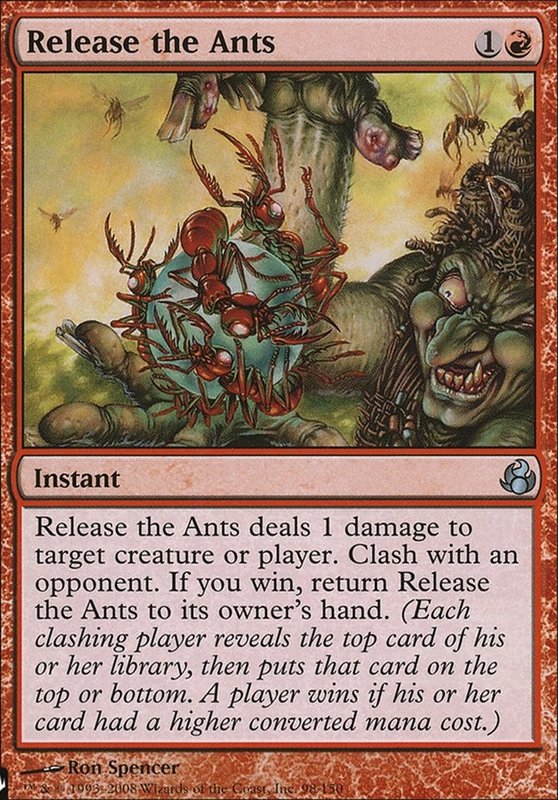 Release the Ants 1
Instant
Release the Ants deals 1 damage to
target creature or player. Clash with an
opponent. If you win, return Release
the Ants to its owner's hand. (Each
clashing player reveals the top card of his
or her library, then puts that card on the
top or bottom. A player wins if his or her
card had a higher converted mana cost.)
Ron Spencer
™ & © 1993-2008 Wizards of the Coast, Inc. 98/150